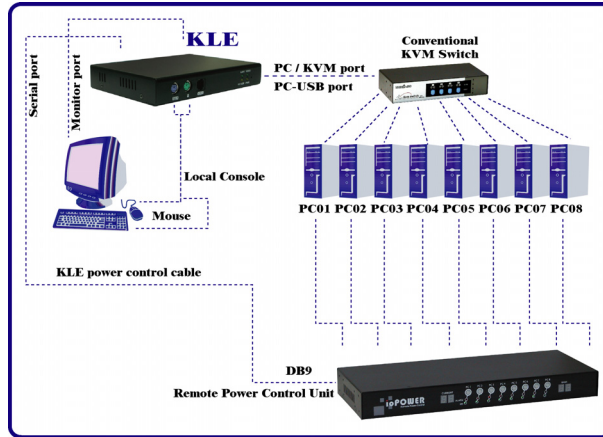 KLE
Conventional
KVM Switch
PC / KVM port
PC-USB port
Serial port
Monitor port
Local Console
Mouse
PC01 PC02 PC03 PC04 PC05 PC06 PC07 PC08
KLE power control cable
DB9
Remote Power Control Unit
ipPOWER